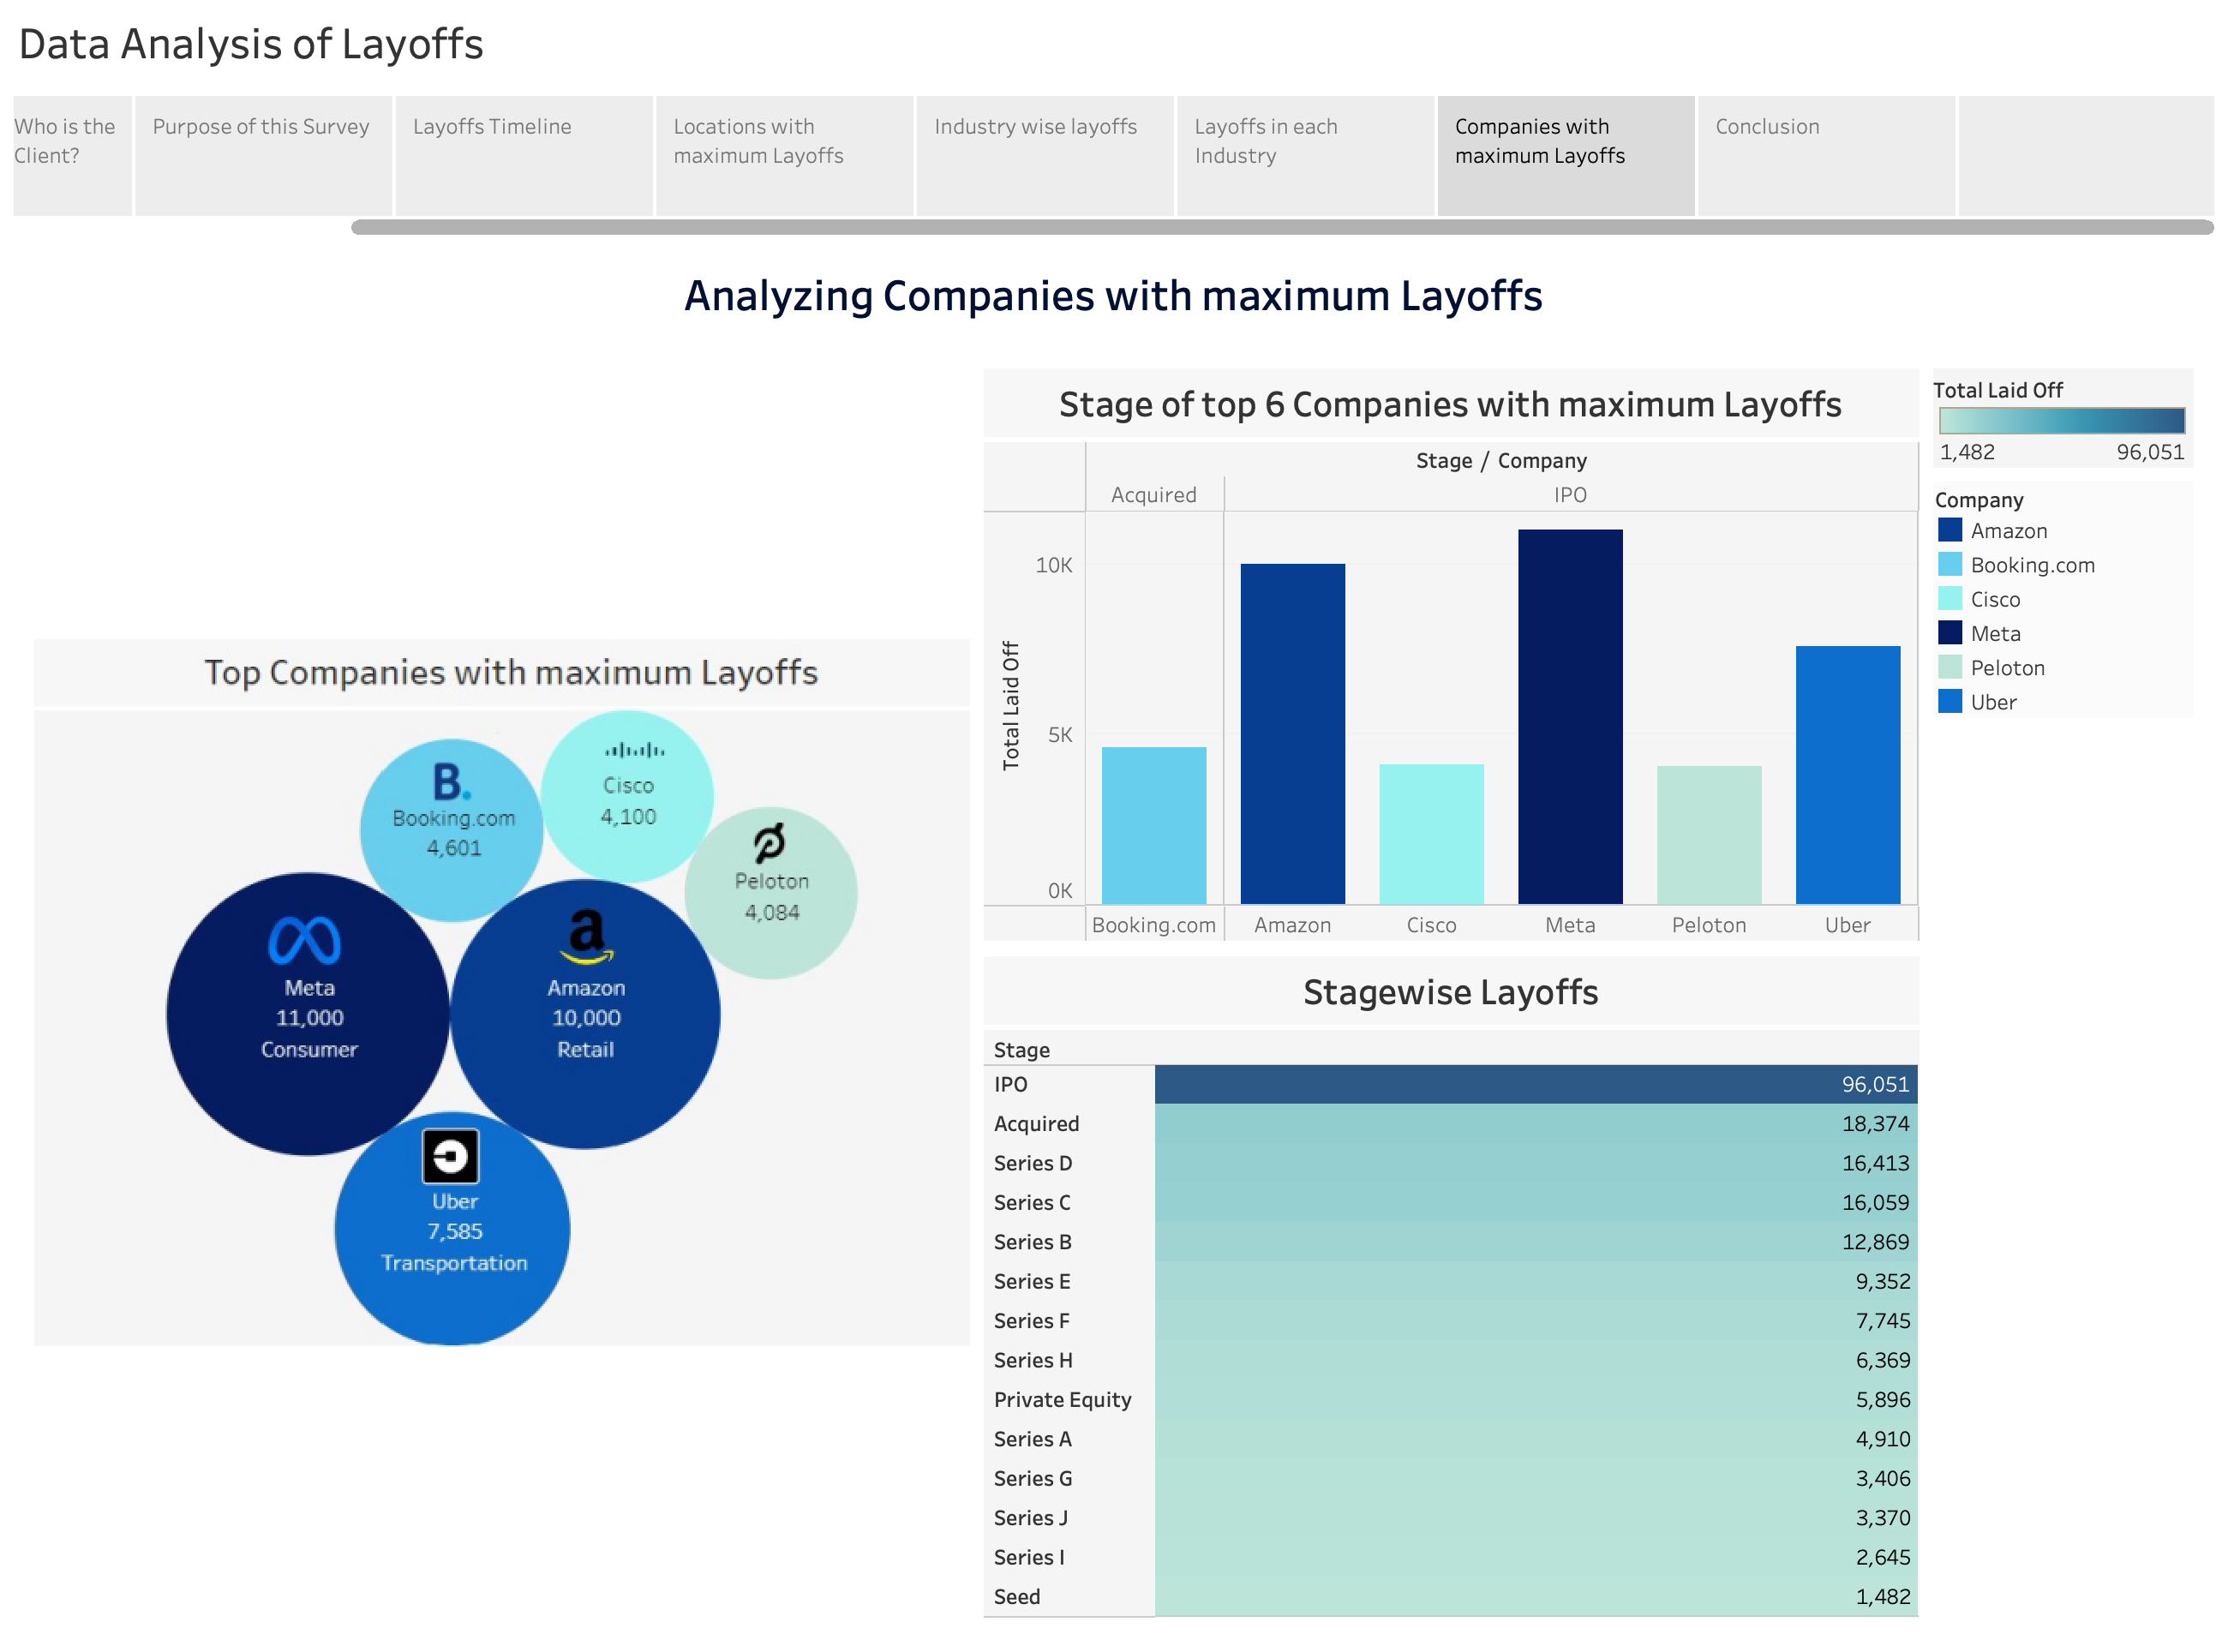 Data Analysis of Layoffs
Who is the
Client?
Purpose of this Survey
Layoffs Timeline
Locations with
maximum Layoffs
Industry wise layoffs
Layoffs in each
Industry
Companies with
maximum Layoffs
Conclusion
Analyzing Companies with maximum Layoffs
Top Companies with maximum Layoffs
B.
Booking.com
4,601
Cisco
4,100
Peloton
4,084
Meta
11,000
Consumer
a
Amazon
10,000
Retail
Uber
7,585
Transportation
Stage of top 6 Companies with maximum Layoffs
Stage / Company
Acquired
IPO
Total Laid Off
10K
5K
0K
Booking.com
Amazon
Cisco
Meta
Peloton
Uber
Total Laid Off
1,482 96,051
Company
Amazon
Booking.com
Cisco
Meta
Peloton
Uber
Stagewise Layoffs
Stage
IPO 96,051
Acquired 18,374
Series D 16,413
Series C 16,059
Series B 12,869
Series E 9,352
Series F 7,745
Series H 6,369
Private Equity 5,896
Series A 4,910
Series G 3,406
Series J 3,370
Series I 2,645
Seed 1,482